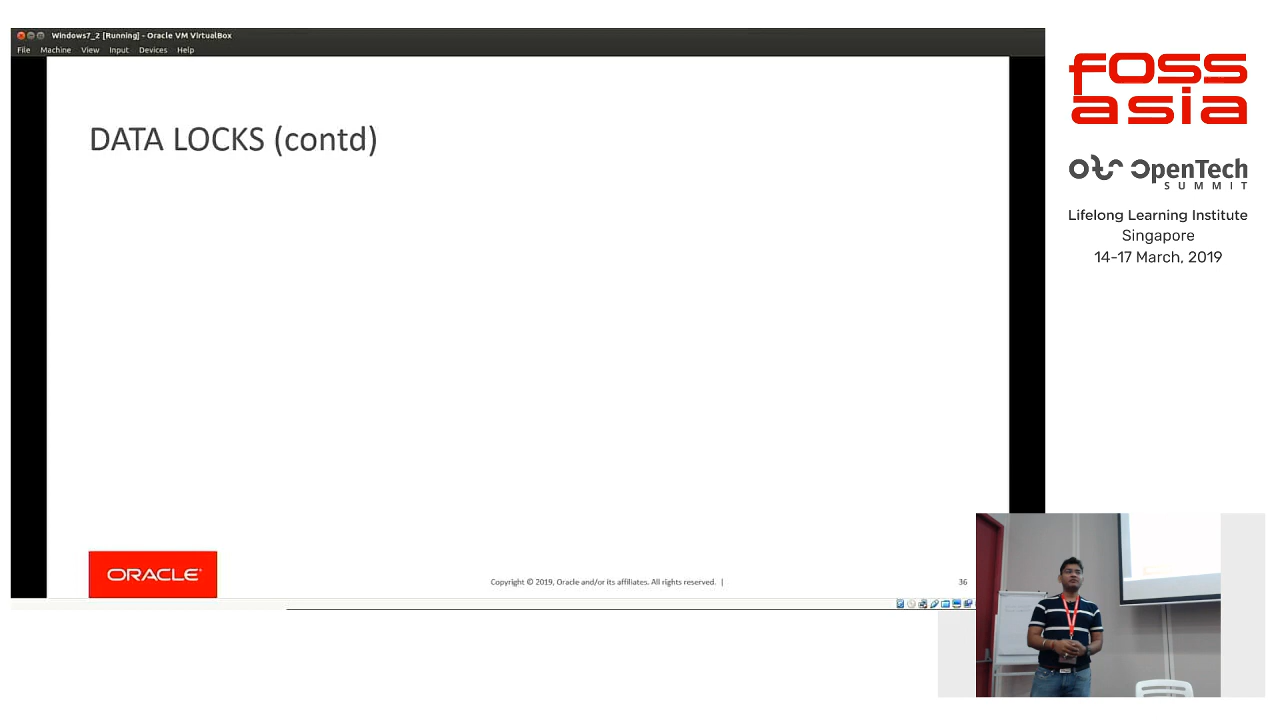 Windows7_2 [Running] - Oracle VM VirtualBox
File Machine View Input Devices Help
DATA LOCKS (contd)
ORACLE
Copyright © 2019, Oracle and/or its affiliates. All rights reserved. |
36
FOSS
asia
OpenTech
SUMMIT
Lifelong Learning Institute
Singapore
14-17 March, 2019